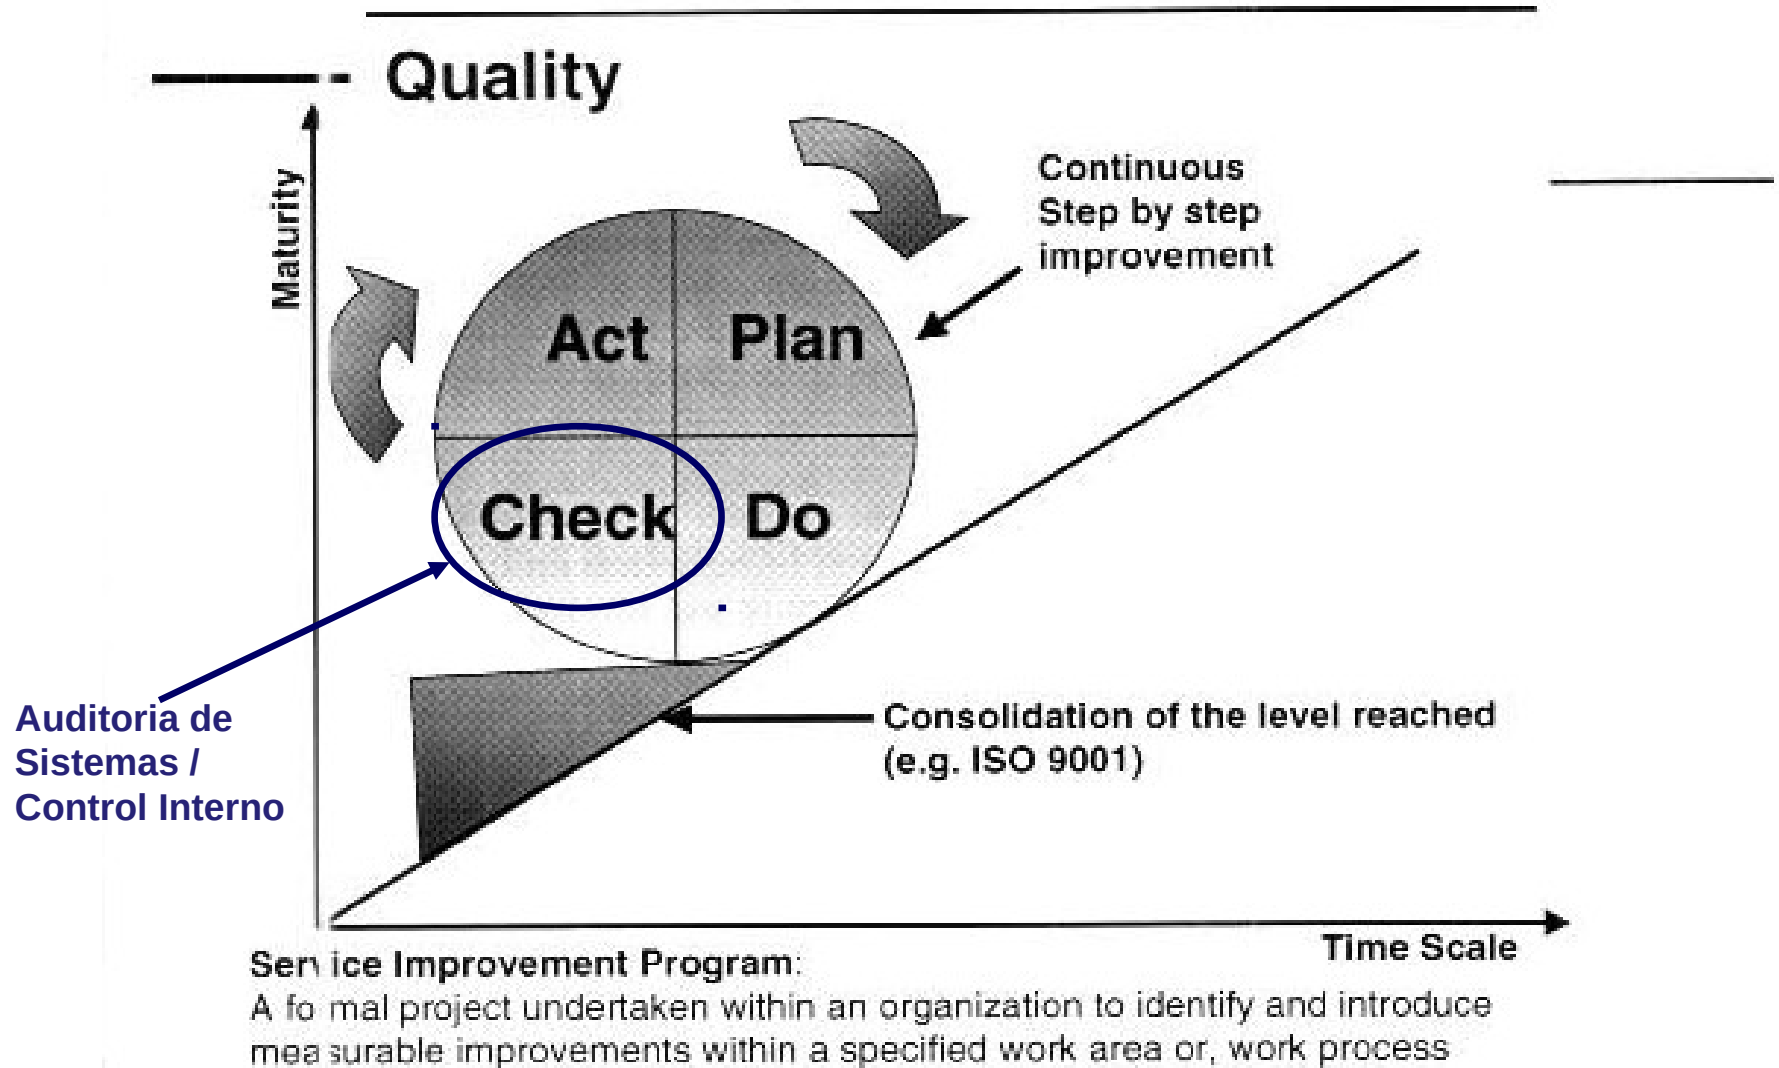 Quality
Maturity
Continuous
Step by step
improvement
Act
Plan
Check
Do
Auditoria de
Sistemas /
Control Interno
Consolidation of the level reached
(e.g. ISO 9001)
Time Scale
Service Improvement Program:
A formal project undertaken within an organization to identify and introduce
measurable improvements within a specified work area or, work process